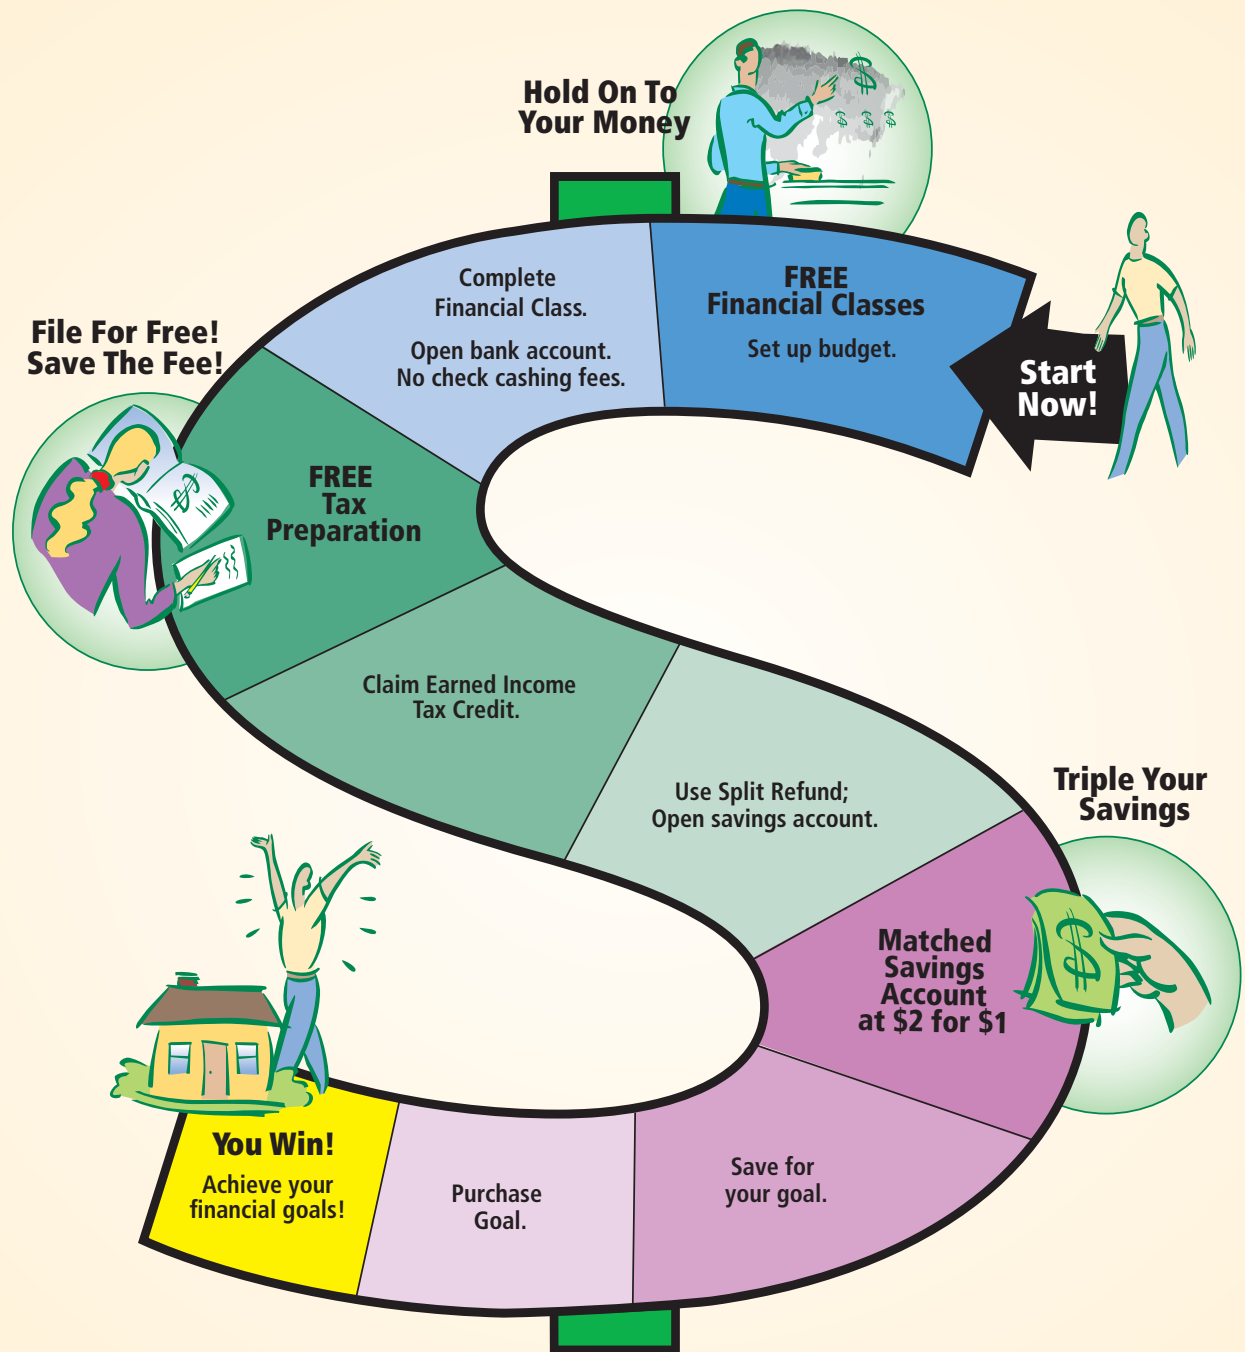 Hold On To
Your Money
FREE
Financial Classes
Set up budget.
Start
Now!
Complete
Financial Class.
Open bank account.
No check cashing fees.
File For Free!
Save The Fee!
FREE
Tax
Preparation
Claim Earned Income
Tax Credit.
Use Split Refund;
Open savings account.
Triple Your
Savings
Matched
Savings
Account
at $2 for $1
Save for
your goal.
Purchase
Goal.
You Win!
Achieve your
financial goals!